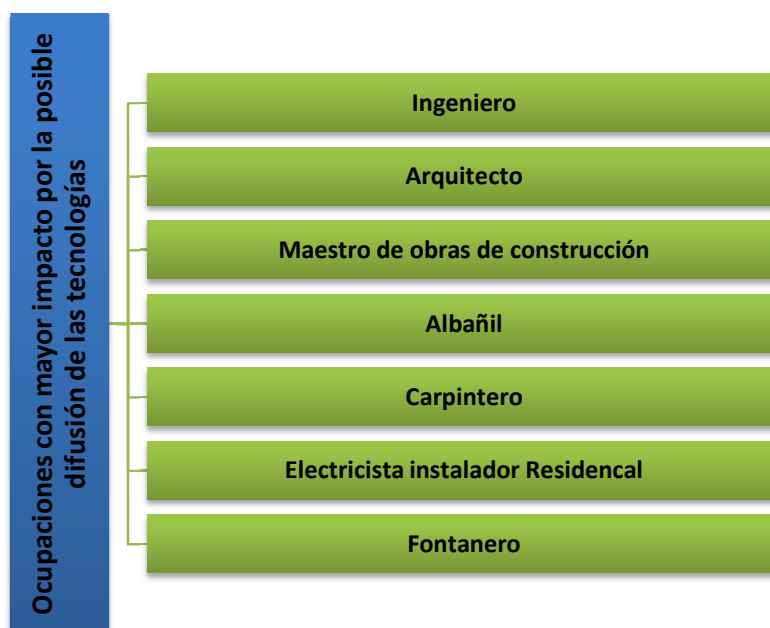 Ocupaciones con mayor impacto por la posible
difusión de las tecnologías
Ingeniero
Arquitecto
Maestro de obras de construcción
Albañil
Carpintero
Electricista instalador Residencal
Fontanero